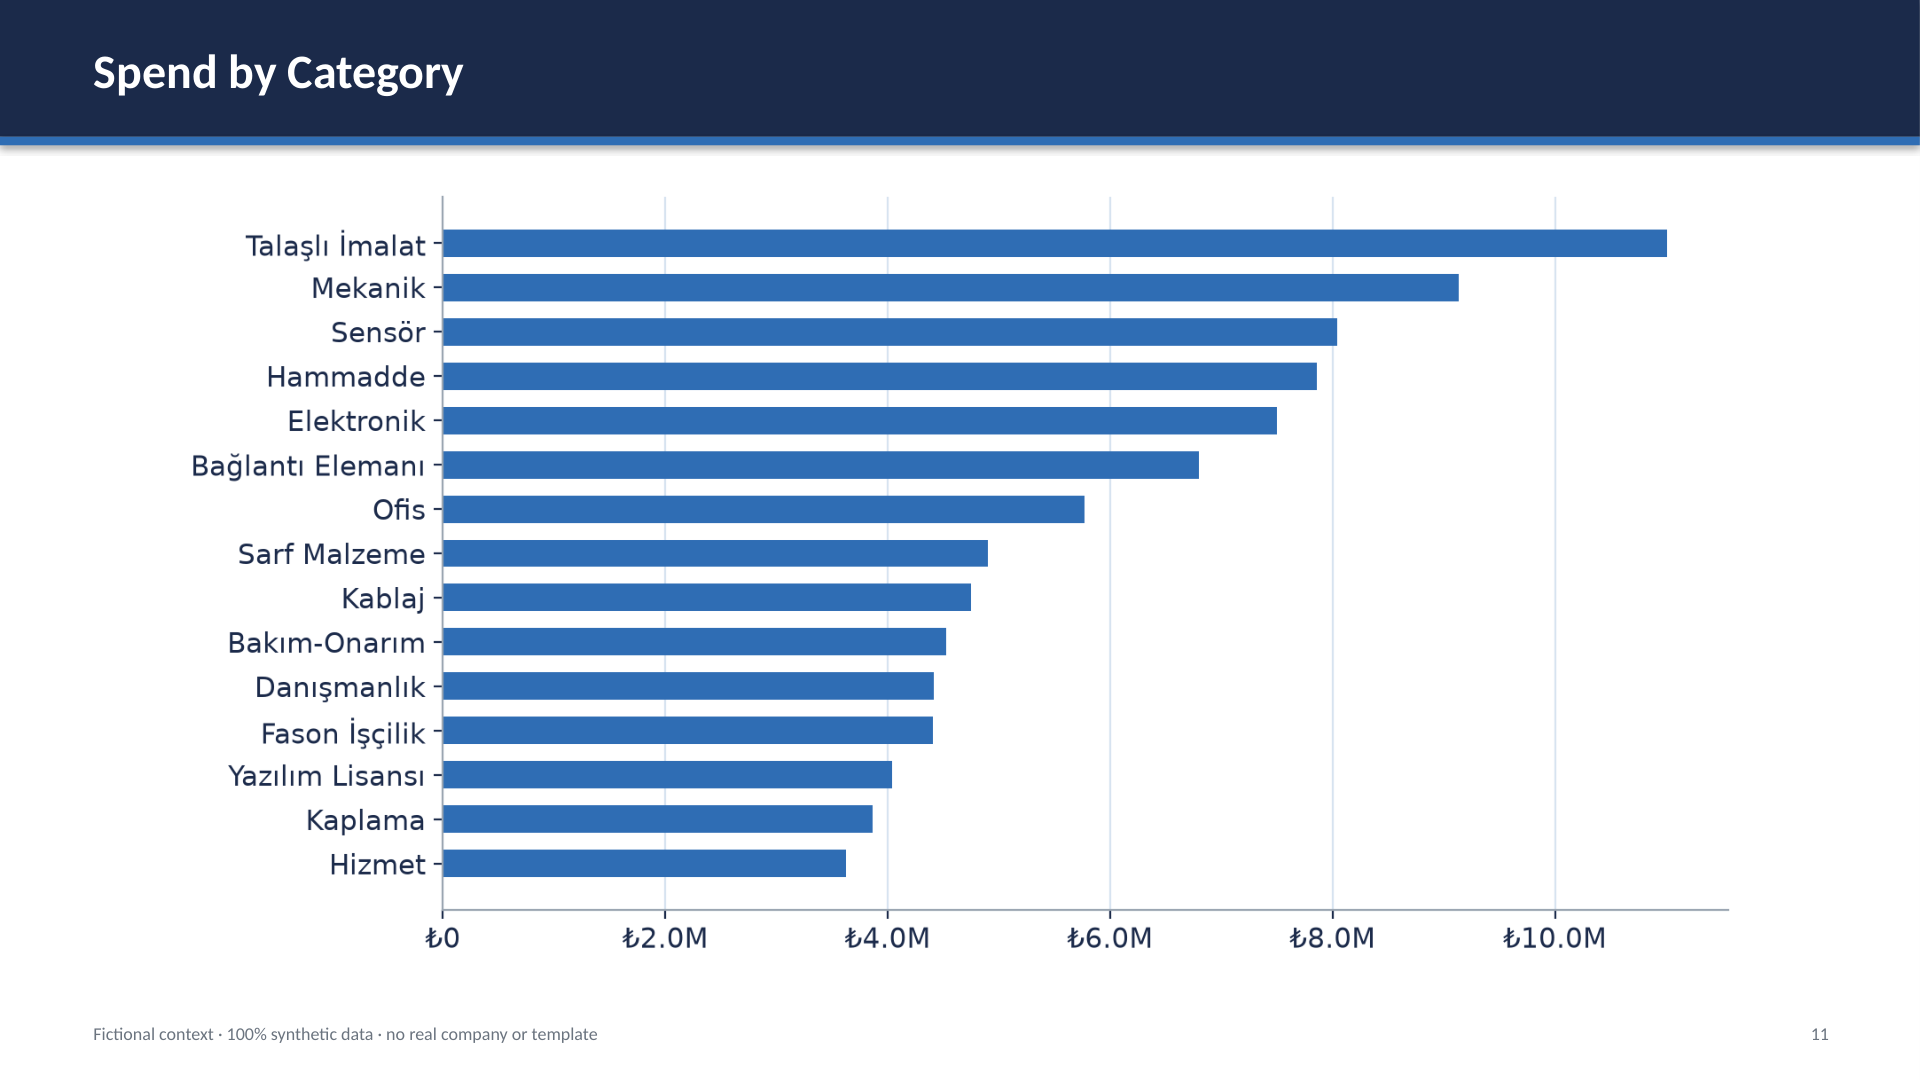 Spend by Category
Talaşlı İmalat
Mekanik
Sensör
Hammadde
Elektronik
Bağlantı Elemanı
Ofis
Sarf Malzeme
Kablaj
Bakım-Onarım
Danışmanlık
Fason İşçilik
Yazılım Lisansı
Kaplama
Hizmet
₺0 ₺2.0M ₺4.0M ₺6.0M ₺8.0M ₺10.0M
Fictional context · 100% synthetic data · no real company or template 11